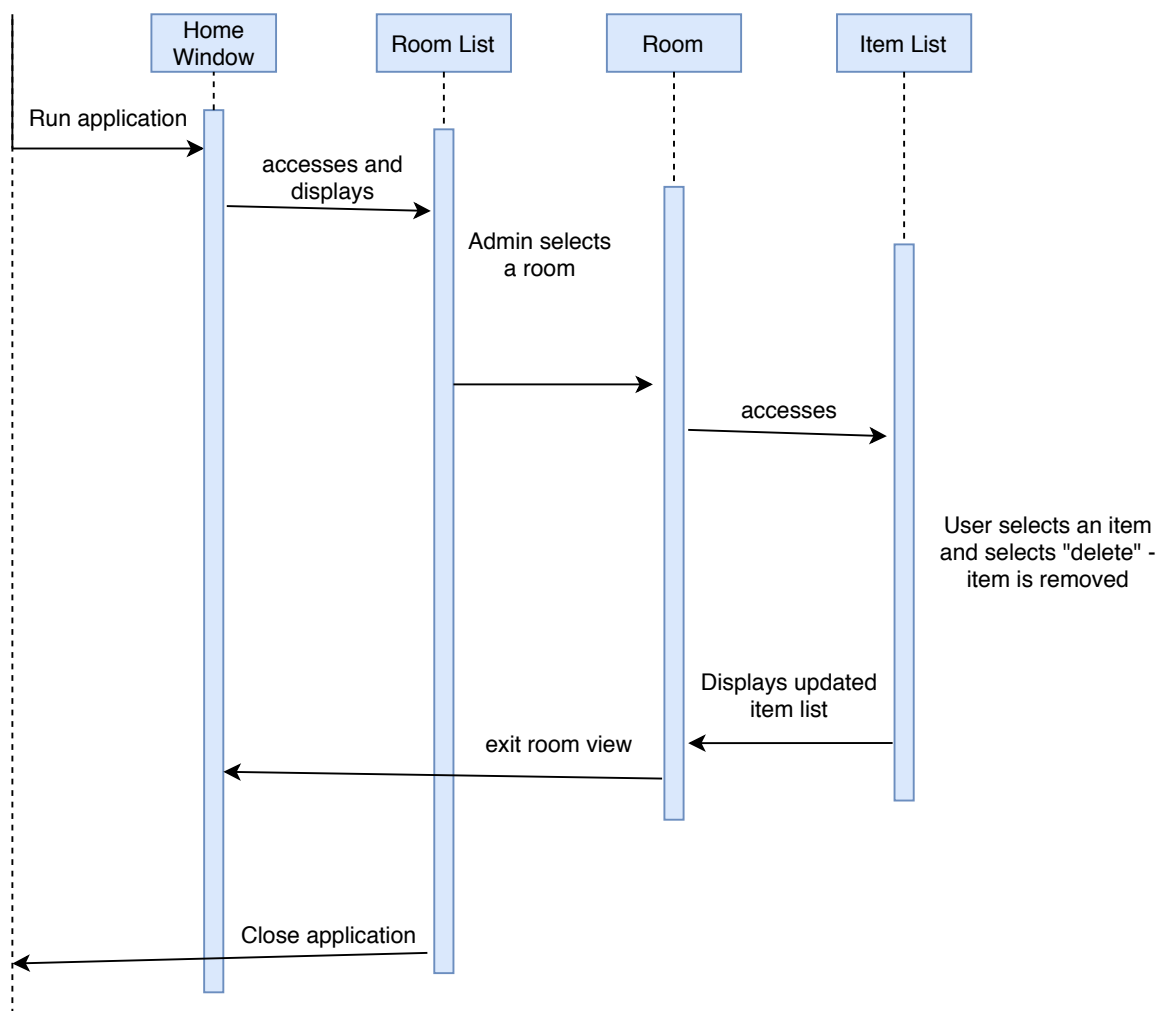 Home
Window
Room List
Room
Item List
Run application
accesses and
displays
Admin selects
a room
accesses
User selects an item
and selects "delete" -
item is removed
Displays updated
item list
exit room view
Close application